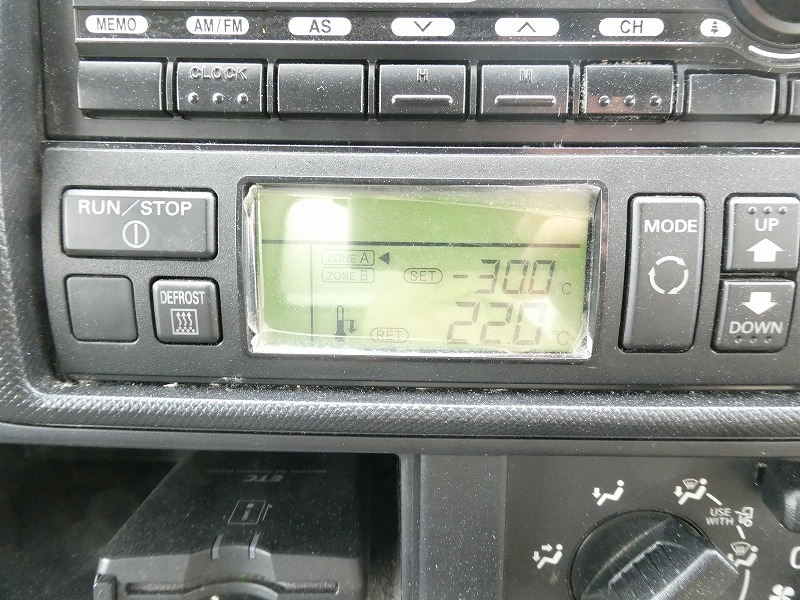 MEMO AM/FM AS CH
CLOCK H M
RUN/STOP
DEFROST
ZONE A
ZONE B SET -30.0 °C
RET 22.0 °C
MODE
UP
DOWN
ETC
USE
WITH